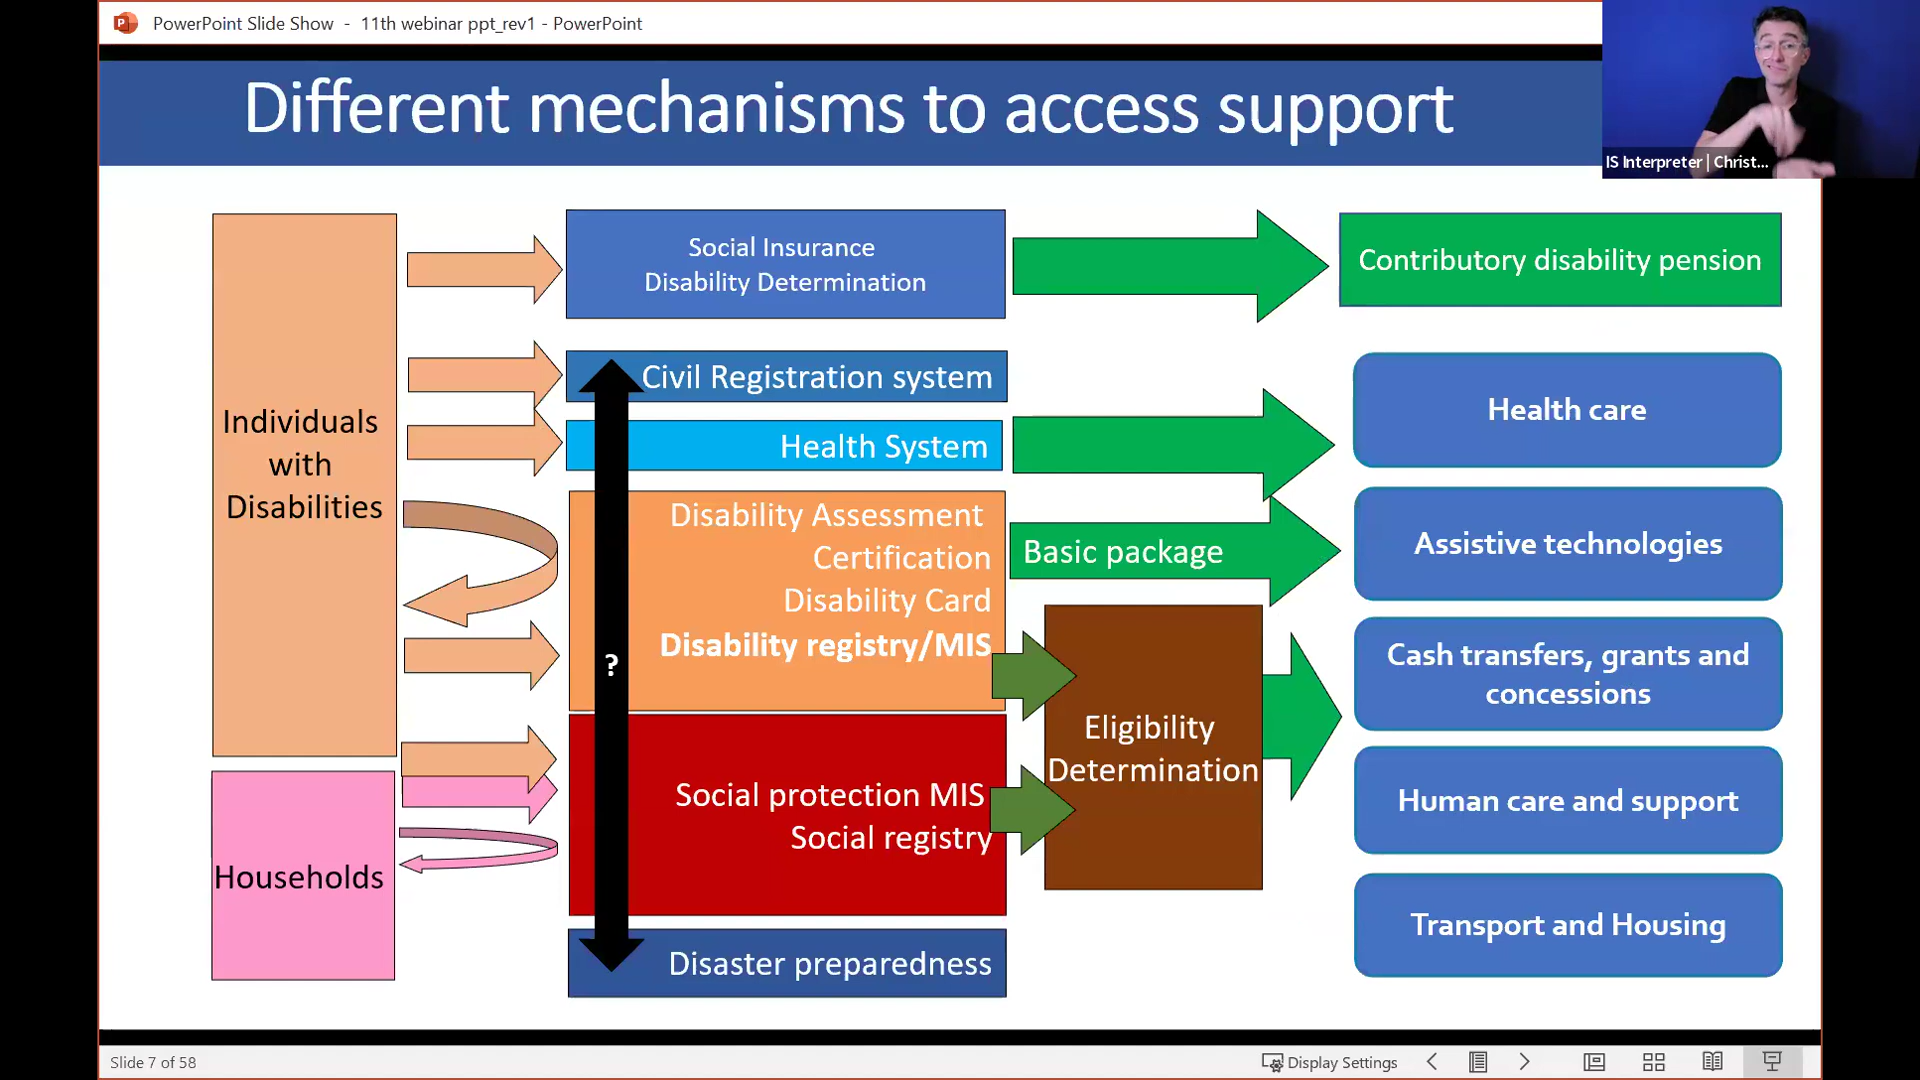 PowerPoint Slide Show - 11th webinar ppt_rev1 - PowerPoint
Different mechanisms to access support
IS Interpreter | Christ...
Individuals
with
Disabilities
Households
Social Insurance
Disability Determination
Civil Registration system
Health System
Disability Assessment
Certification
Disability Card
Disability registry/MIS
?
Social protection MIS
Social registry
Disaster preparedness
Basic package
Eligibility
Determination
Contributory disability pension
Health care
Assistive technologies
Cash transfers, grants and
concessions
Human care and support
Transport and Housing
Slide 7 of 58
Display Settings